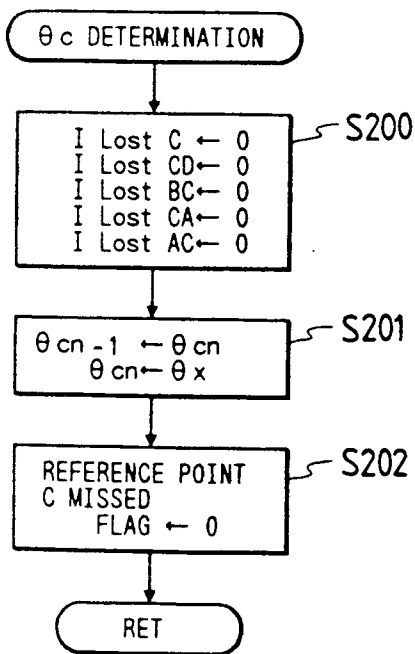 θc DETERMINATION
I Lost C ← 0
I Lost CD← 0
I Lost BC← 0
I Lost CA← 0
I Lost AC← 0
S200
θcn -1 ← θcn
θcn← θx
S201
REFERENCE POINT
C MISSED
FLAG ← 0
S202
RET